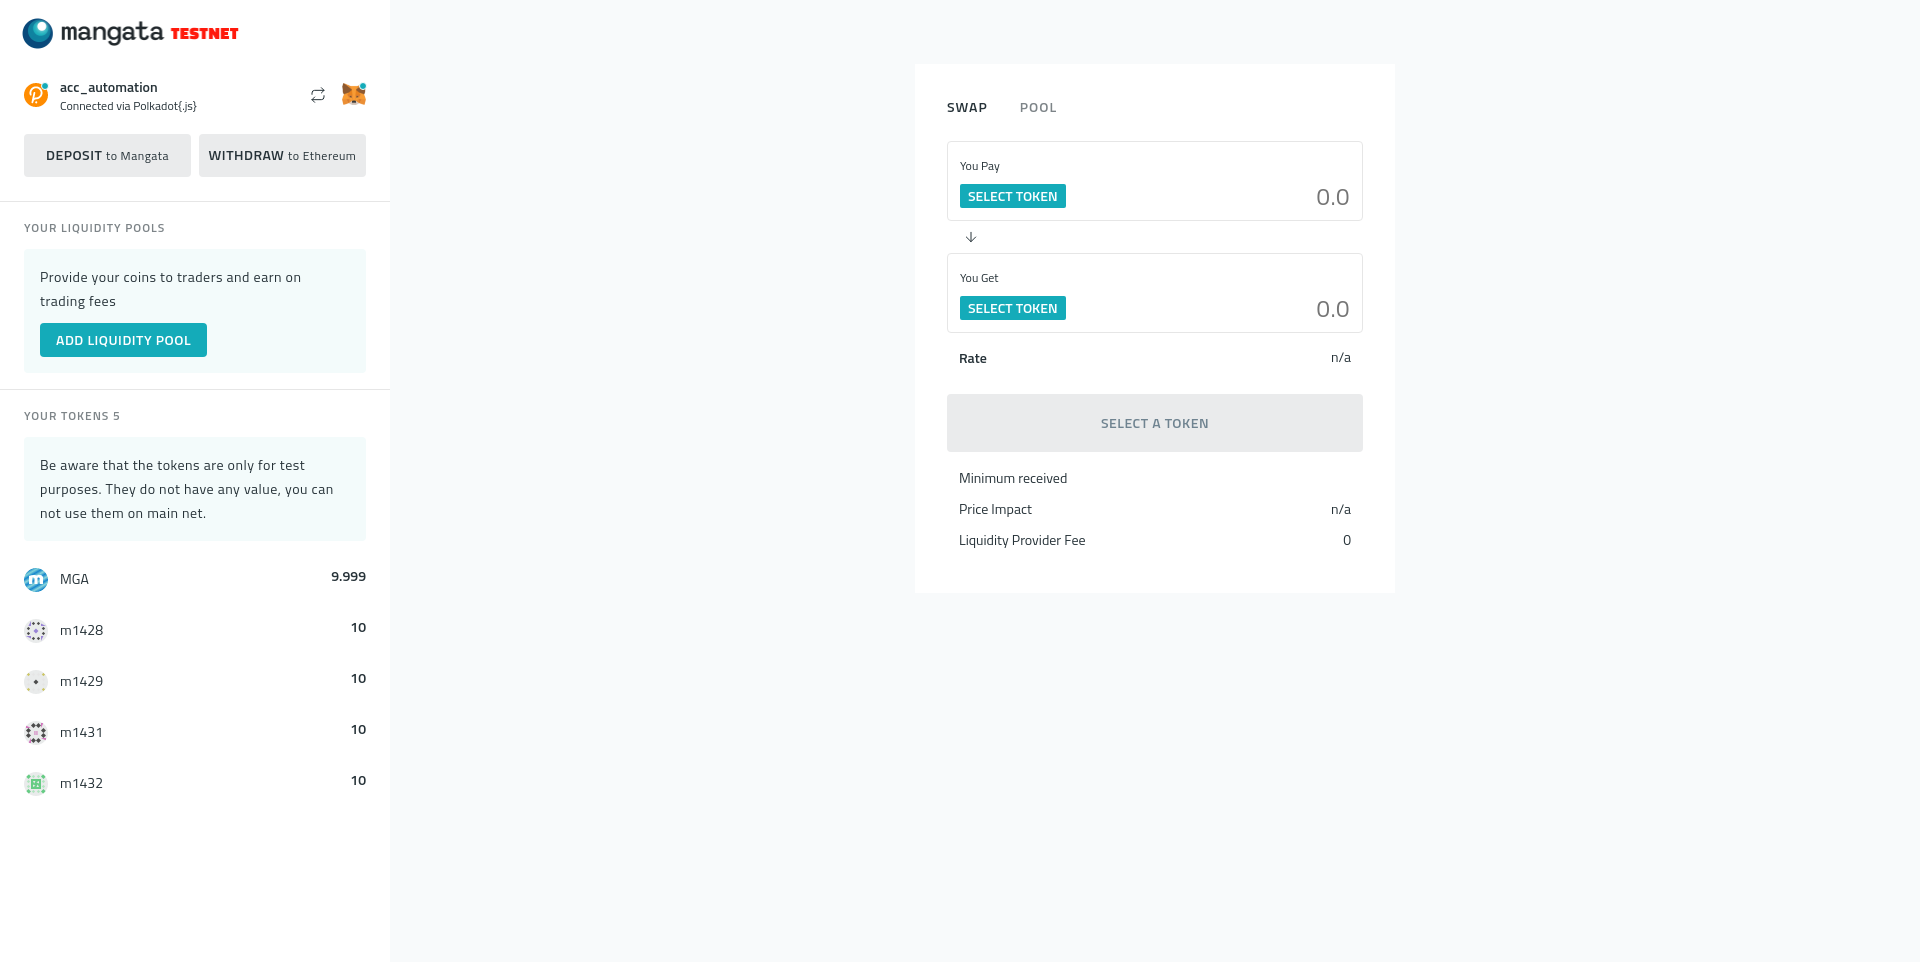 mangata TESTNET
acc_automation
Connected via Polkadot{.js}
DEPOSIT to Mangata
WITHDRAW to Ethereum
YOUR LIQUIDITY POOLS
Provide your coins to traders and earn on
trading fees
ADD LIQUIDITY POOL
YOUR TOKENS 5
Be aware that the tokens are only for test
purposes. They do not have any value, you can
not use them on main net.
MGA 9.999
m1428 10
m1429 10
m1431 10
m1432 10
SWAP POOL
You Pay
SELECT TOKEN 0.0
You Get
SELECT TOKEN 0.0
Rate n/a
SELECT A TOKEN
Minimum received
Price Impact n/a
Liquidity Provider Fee 0